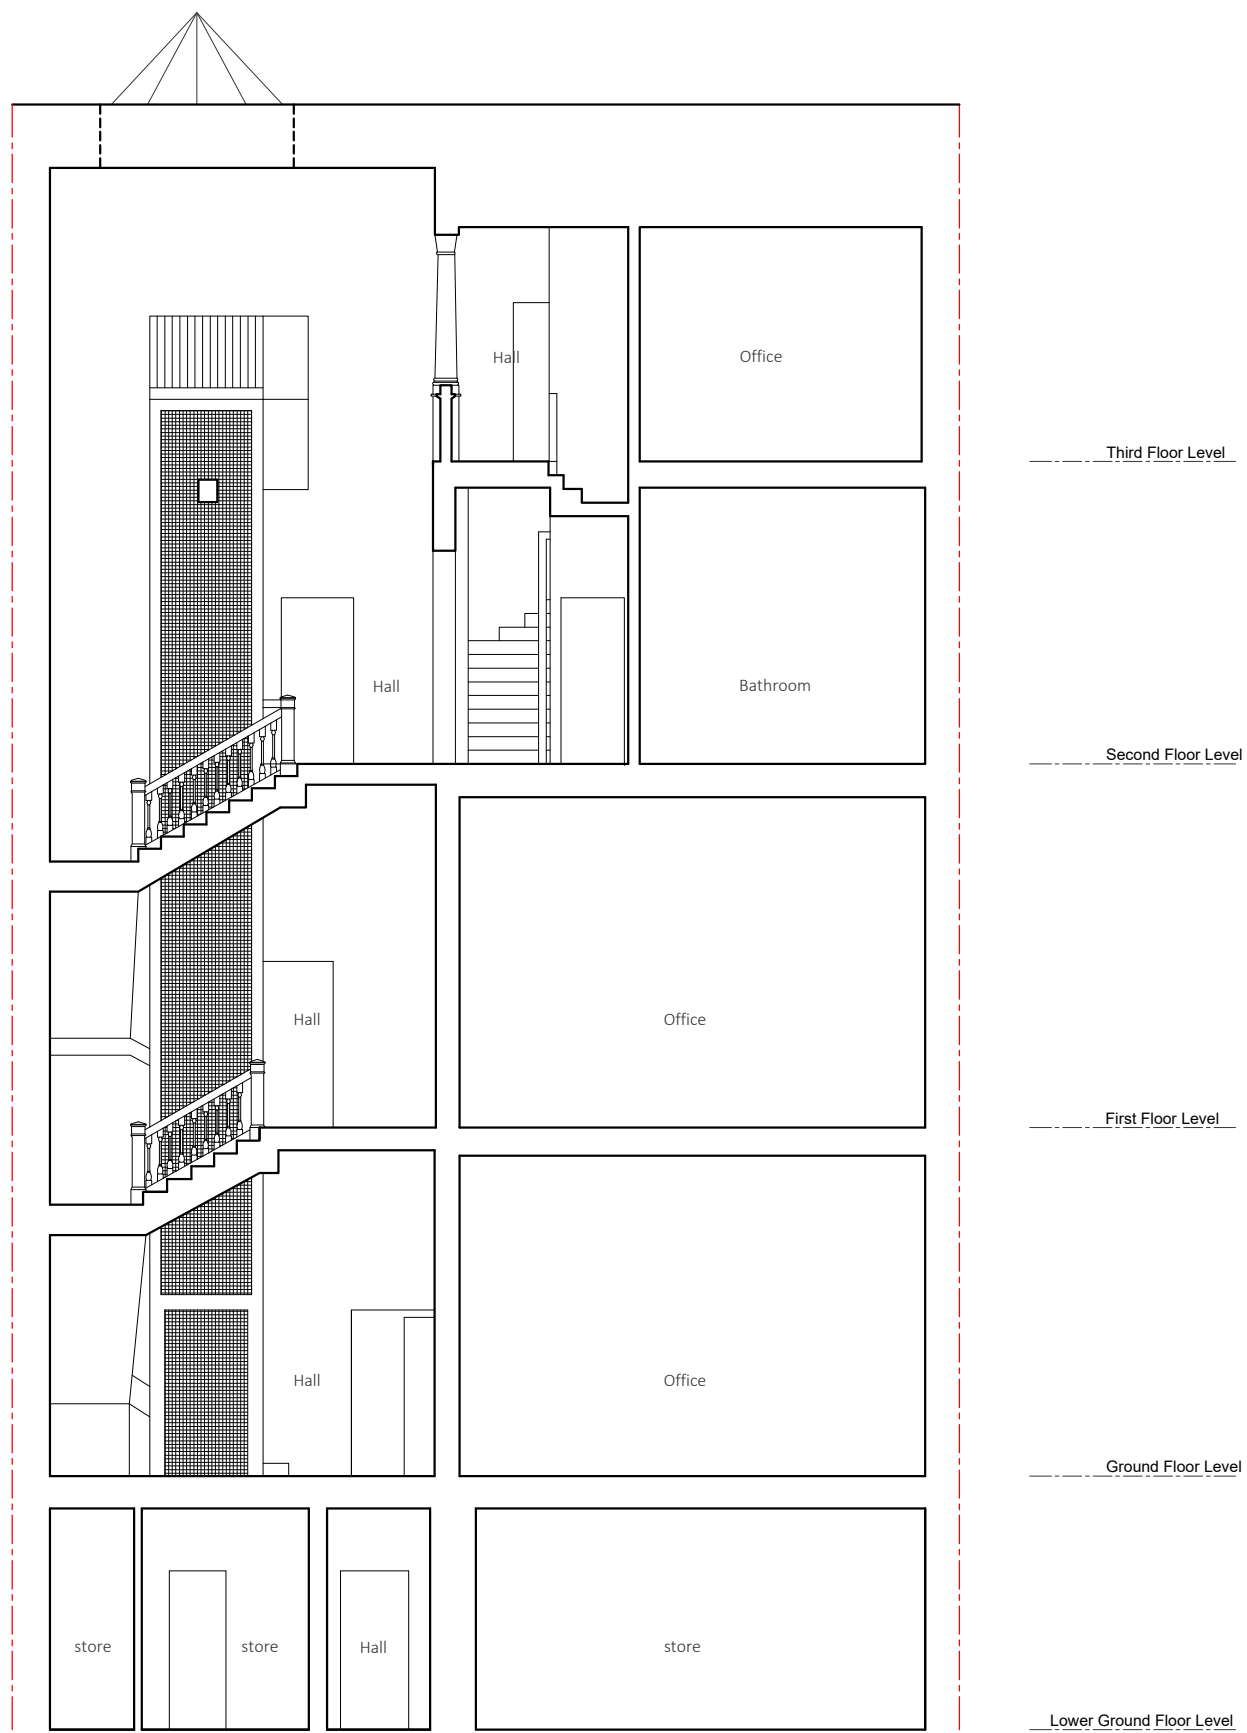 Hall
Office
Third Floor Level
Hall
Bathroom
Second Floor Level
Hall
Office
First Floor Level
Hall
Office
Ground Floor Level
store
store
Hall
store
Lower Ground Floor Level